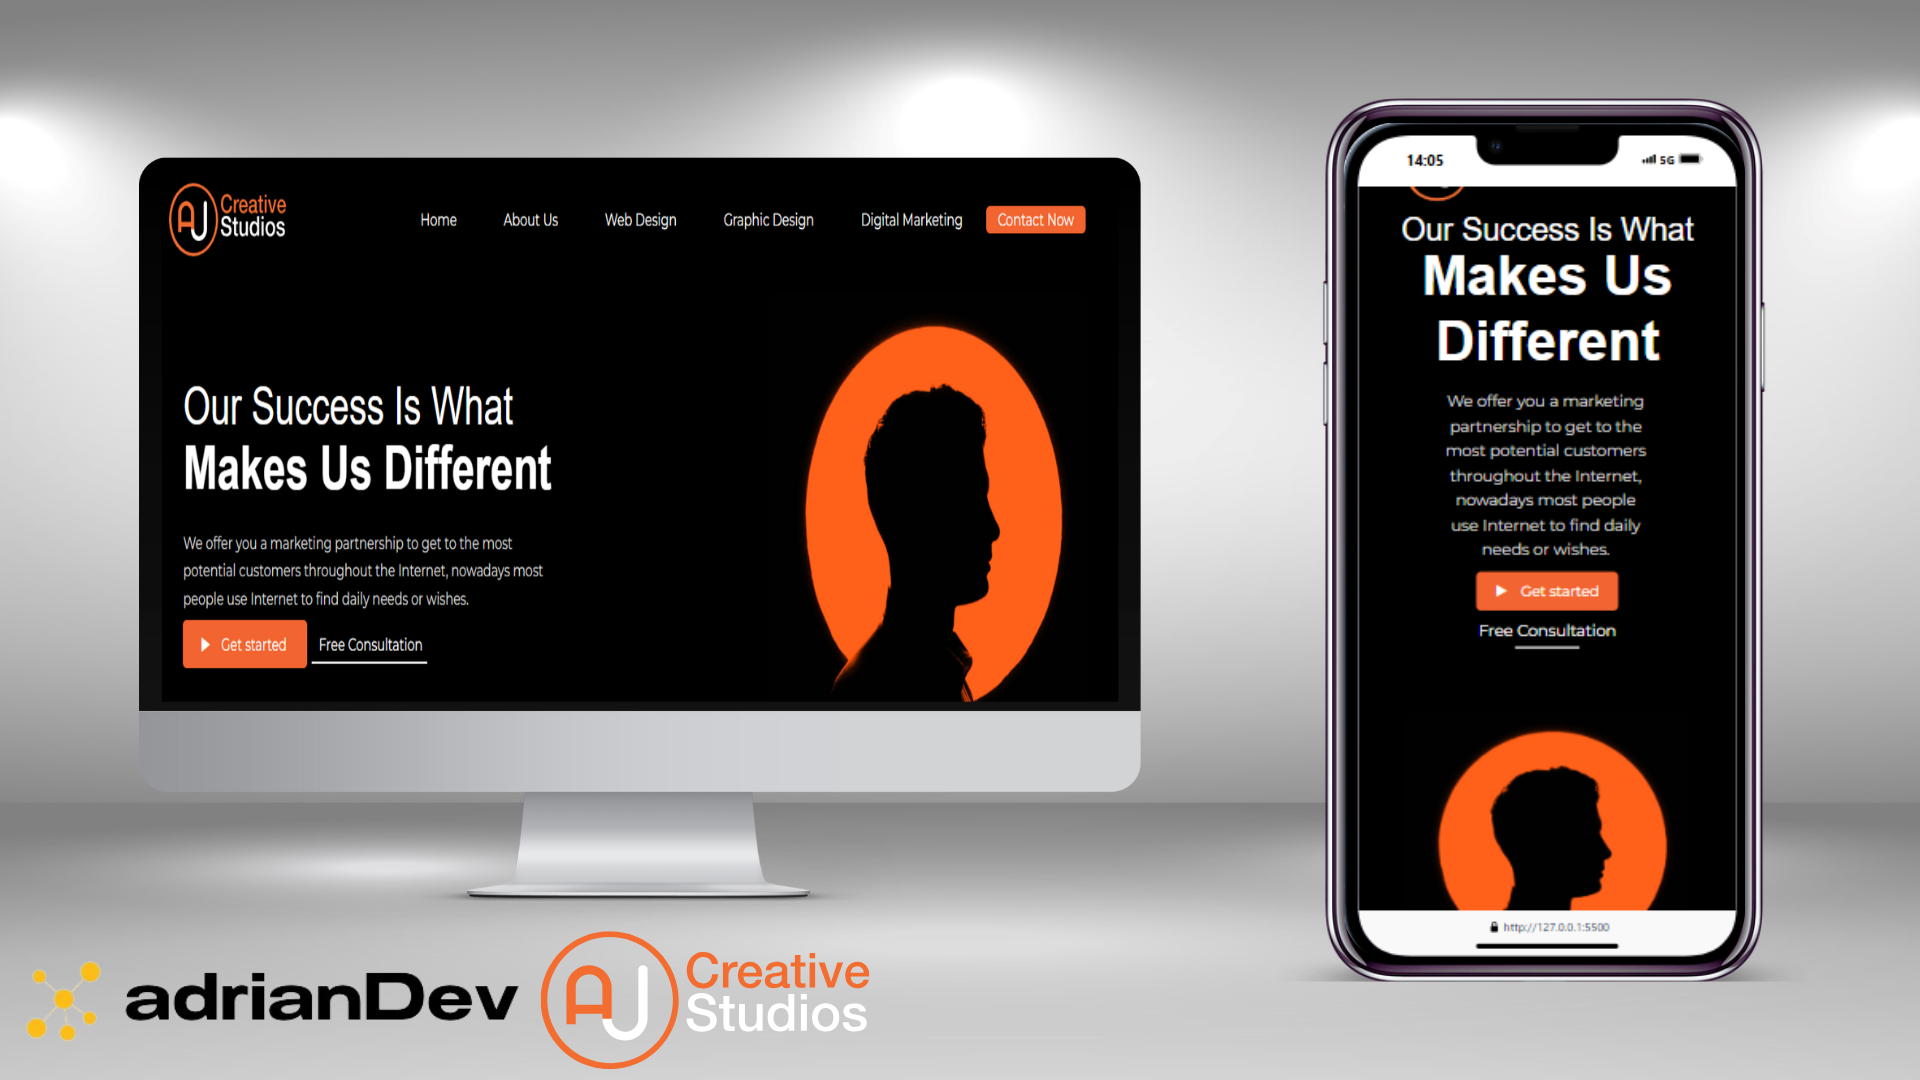 AJ Creative
Studios
Home
About Us
Web Design
Graphic Design
Digital Marketing
Contact Now
Our Success Is What
Makes Us Different
We offer you a marketing partnership to get to the most
potential customers throughout the Internet, nowadays most
people use Internet to find daily needs or wishes.
Get started
Free Consultation
14:05
5G
Our Success Is What
Makes Us
Different
We offer you a marketing
partnership to get to the
most potential customers
throughout the Internet,
nowadays most people
use Internet to find daily
needs or wishes.
Get started
Free Consultation
http://127.0.0.1:5500
adrianDev
AJ Creative
Studios